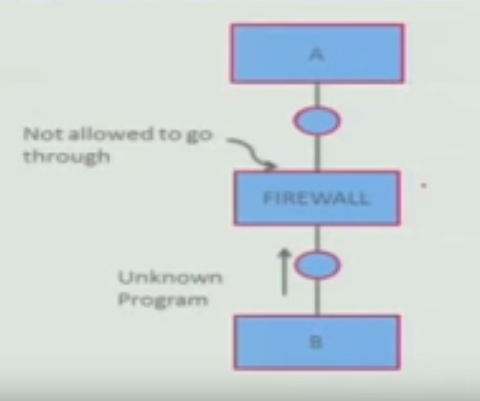 A
Not allowed to go
through
FIREWALL
Unknown
Program
B